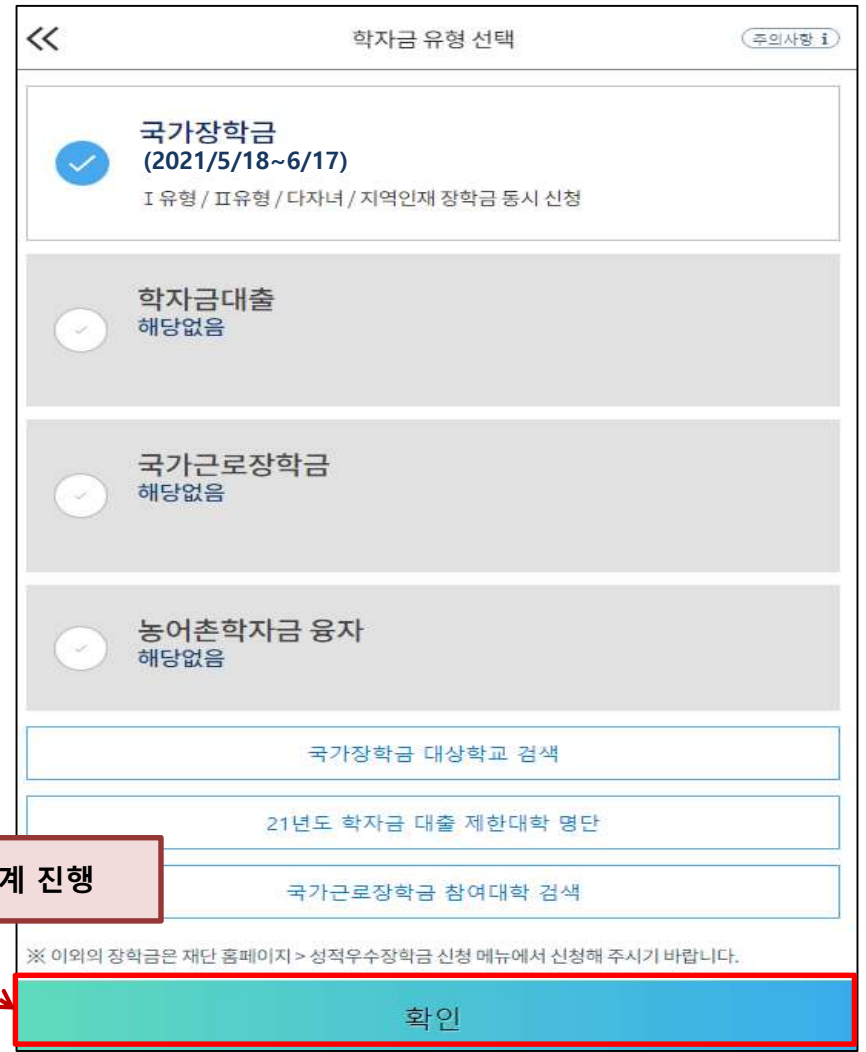 학자금 유형 선택
주의사항 i
국가장학금
(2021/5/18~6/17)
I 유형 / II유형 / 다자녀 / 지역인재 장학금 동시 신청
학자금대출
해당없음
국가근로장학금
해당없음
농어촌학자금 융자
해당없음
국가장학금 대상학교 검색
21년도 학자금 대출 제한대학 명단
계 진행
국가근로장학금 참여대학 검색
※ 이외의 장학금은 재단 홈페이지 > 성적우수장학금 신청 메뉴에서 신청해 주시기 바랍니다.
확인